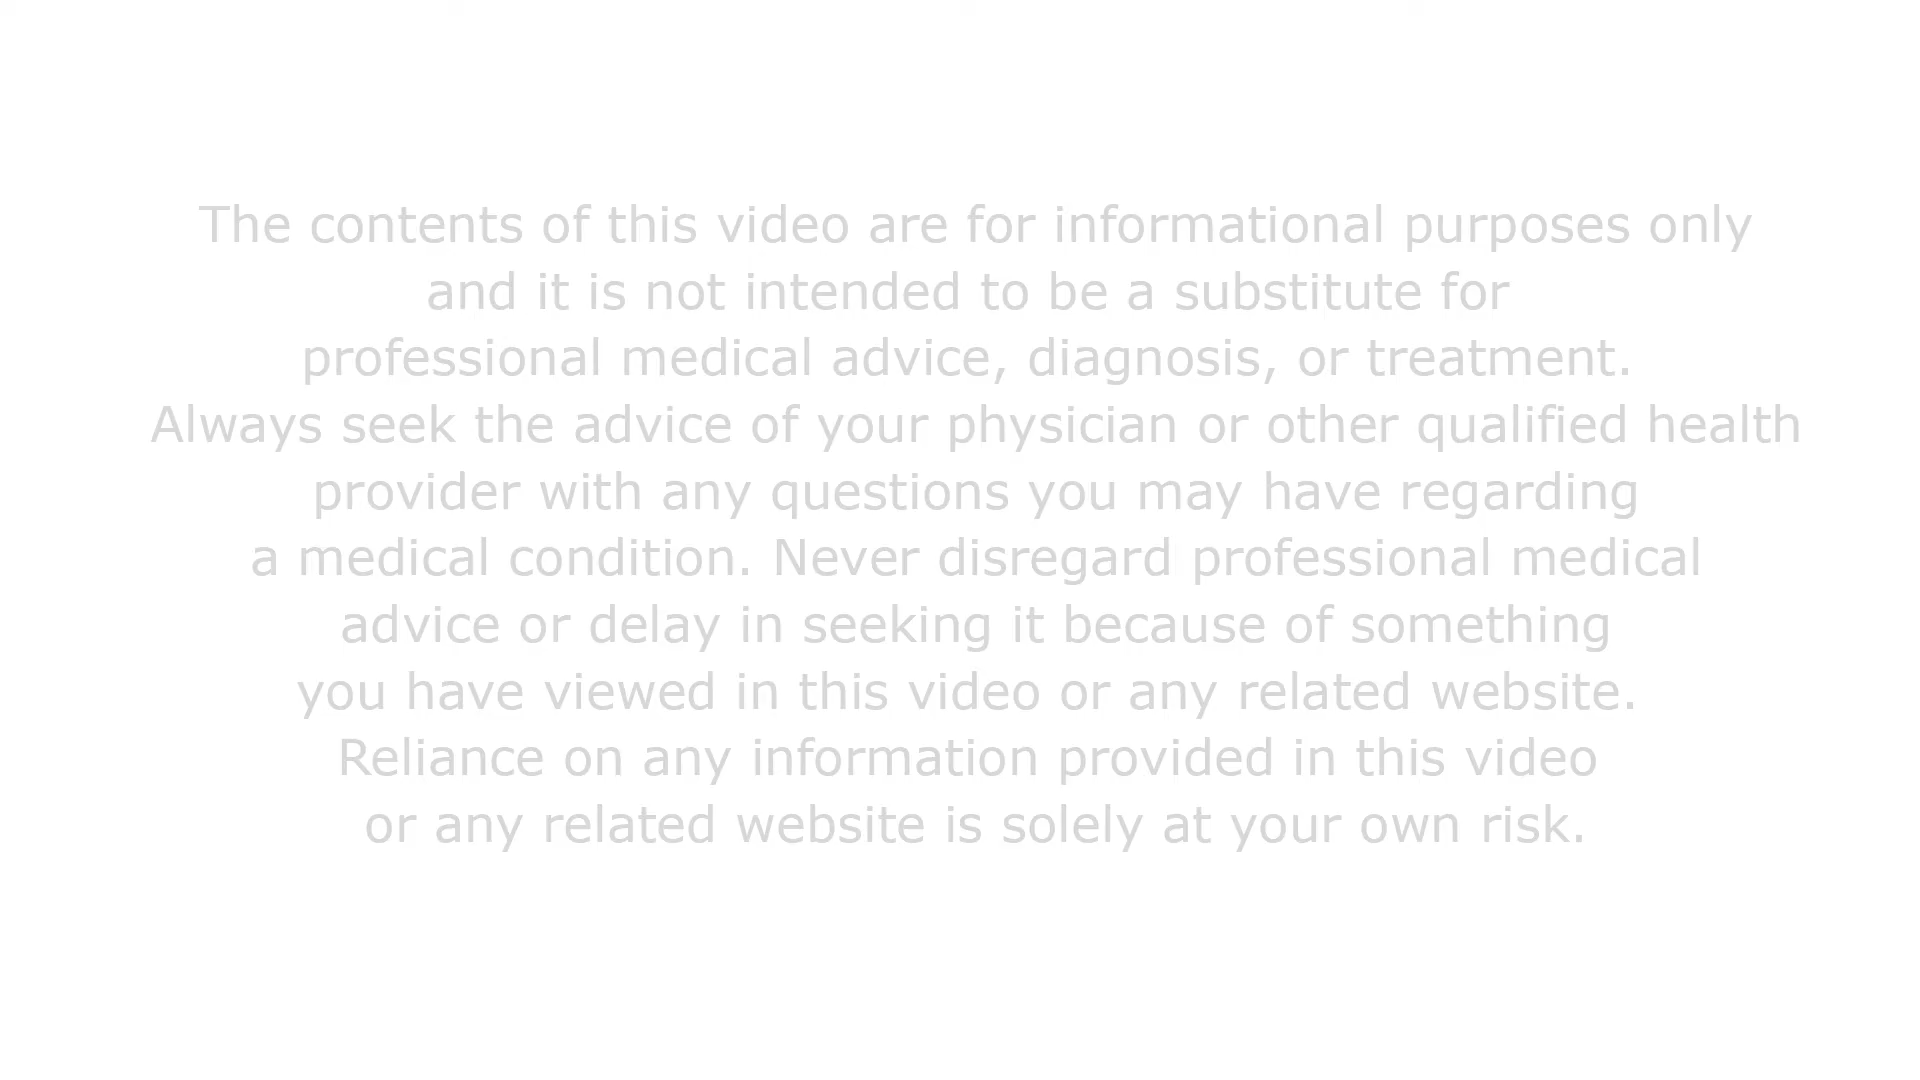 The contents of this video are for informational purposes only
and it is not intended to be a substitute for
professional medical advice, diagnosis, or treatment.
Always seek the advice of your physician or other qualified health
provider with any questions you may have regarding
a medical condition. Never disregard professional medical
advice or delay in seeking it because of something
you have viewed in this video or any related website.
Reliance on any information provided in this video
or any related website is solely at your own risk.